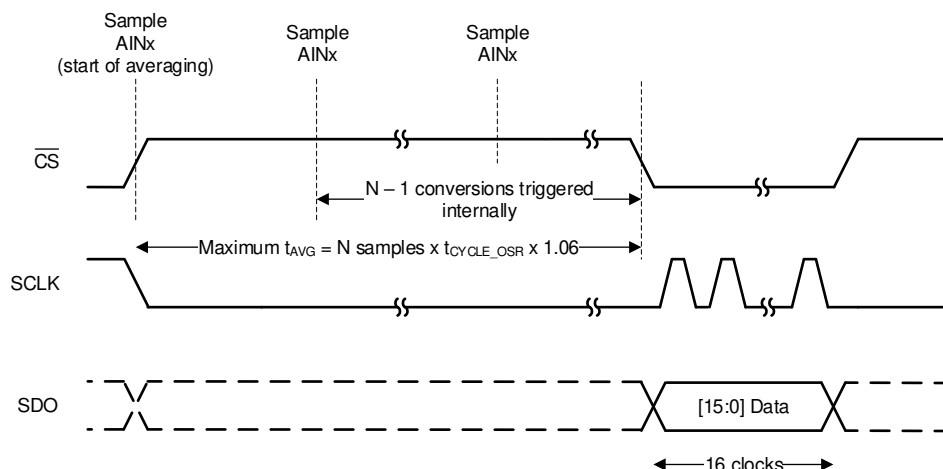 Sample
AINx
(start of averaging)
Sample
AINx
Sample
AINx
CS
N – 1 conversions triggered
internally
Maximum tAVG = N samples x tCYCLE_OSR x 1.06
SCLK
SDO
[15:0] Data
16 clocks